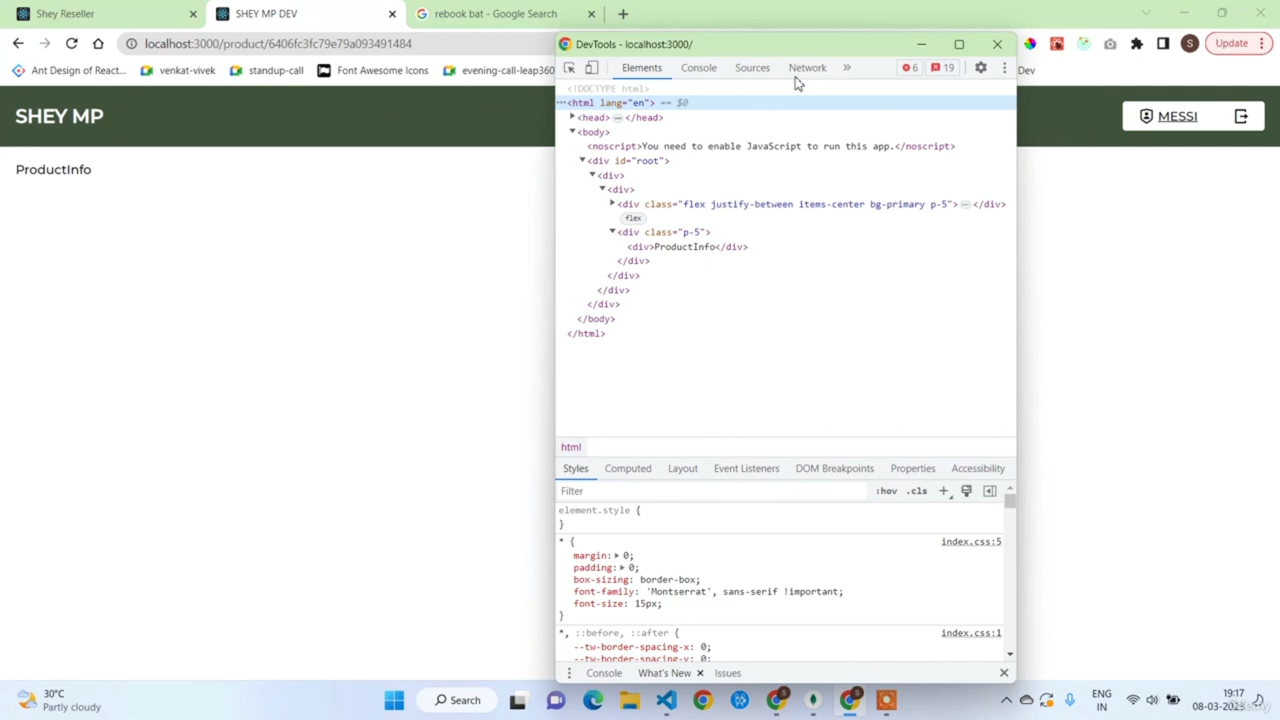 Shey Reseller
SHEY MP DEV
rebook bat - Google Search
localhost:3000/product/6406fc3fc79e79a093491484
Update
Ant Design of React...
venkat-vivek
standup-call
Font Awesome Icons
evening-call-leap360
Dev
SHEY MP
MESSI
ProductInfo
DevTools - localhost:3000/
Elements
Console
Sources
Network
6
19
<!DOCTYPE html>
<html lang="en"> == $0
<head> </head>
<body>
<noscript>You need to enable JavaScript to run this app.</noscript>
<div id="root">
<div>
<div>
<div class="flex justify-between items-center bg-primary p-5"> </div>
flex
<div class="p-5">
<div>ProductInfo</div>
</div>
</div>
</div>
</div>
</body>
</html>
html
Styles
Computed
Layout
Event Listeners
DOM Breakpoints
Properties
Accessibility
Filter
:hov .cls
element.style {
}
* {
index.css:5
margin: 0;
padding: 0;
box-sizing: border-box;
font-family: 'Montserrat', sans-serif !important;
font-size: 15px;
}
*, ::before, ::after {
index.css:1
--tw-border-spacing-x: 0;
--tw-border-spacing-y: 0;
Console
What's New
Issues
30°C
Partly cloudy
Search
ENG
IN
19:17
08-03-2023